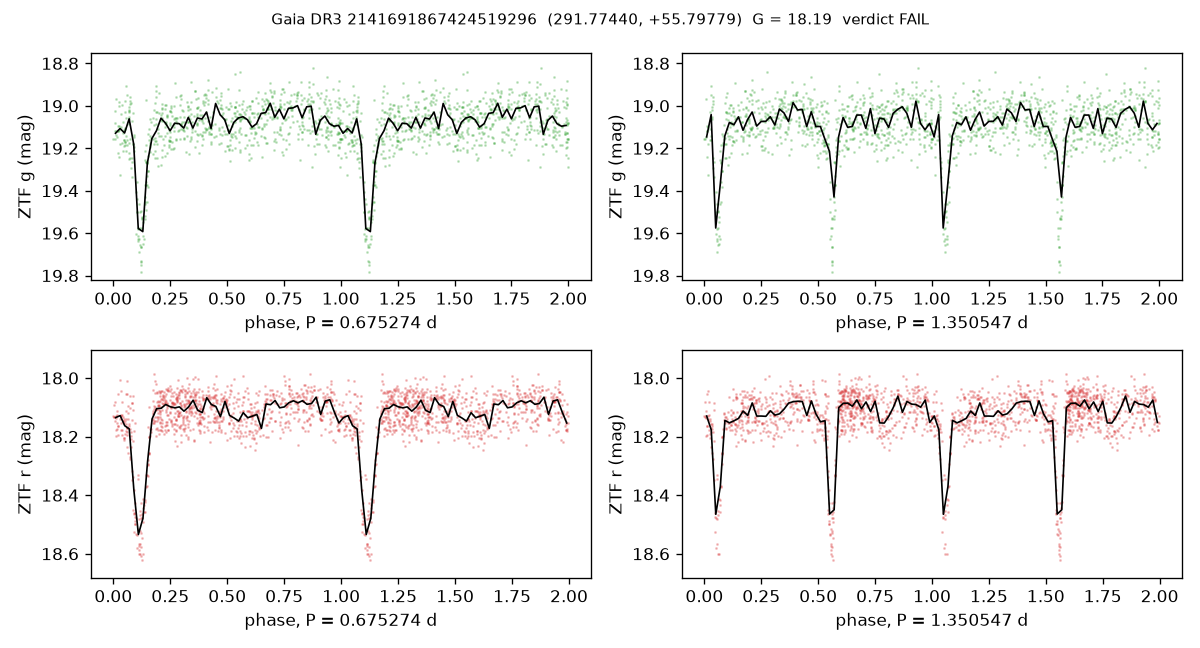 Gaia DR3 2141691867424519296 (291.77440, +55.79779) G = 18.19 verdict FAIL
18.8
19.0
19.2
19.4
19.6
19.8
ZTF g (mag)
0.00 0.25 0.50 0.75 1.00 1.25 1.50 1.75 2.00
phase, P = 0.675274 d
18.8
19.0
19.2
19.4
19.6
19.8
ZTF g (mag)
0.00 0.25 0.50 0.75 1.00 1.25 1.50 1.75 2.00
phase, P = 1.350547 d
18.0
18.2
18.4
18.6
ZTF r (mag)
0.00 0.25 0.50 0.75 1.00 1.25 1.50 1.75 2.00
phase, P = 0.675274 d
18.0
18.2
18.4
18.6
ZTF r (mag)
0.00 0.25 0.50 0.75 1.00 1.25 1.50 1.75 2.00
phase, P = 1.350547 d